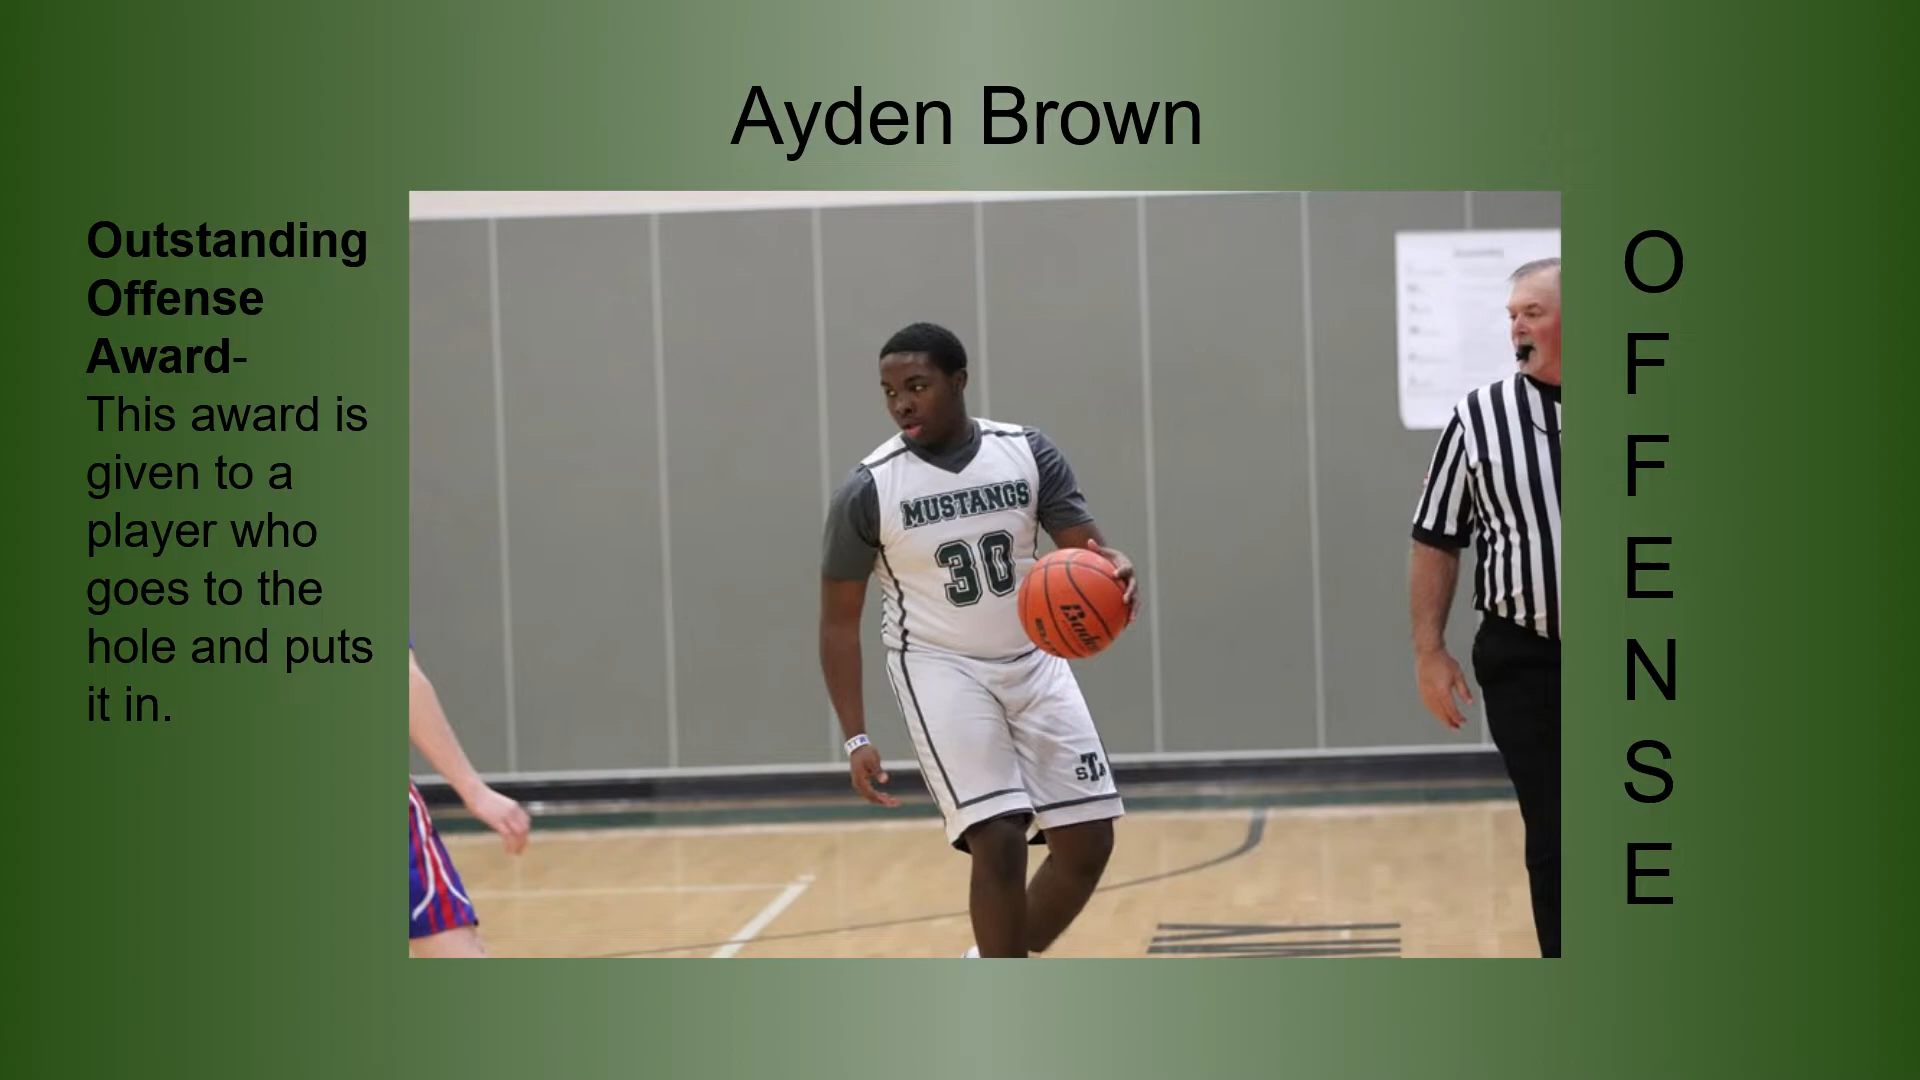 Ayden Brown
Outstanding
Offense
Award-
This award is
given to a
player who
goes to the
hole and puts
it in.
O
F
F
E
N
S
E
MUSTANGS
30
STA